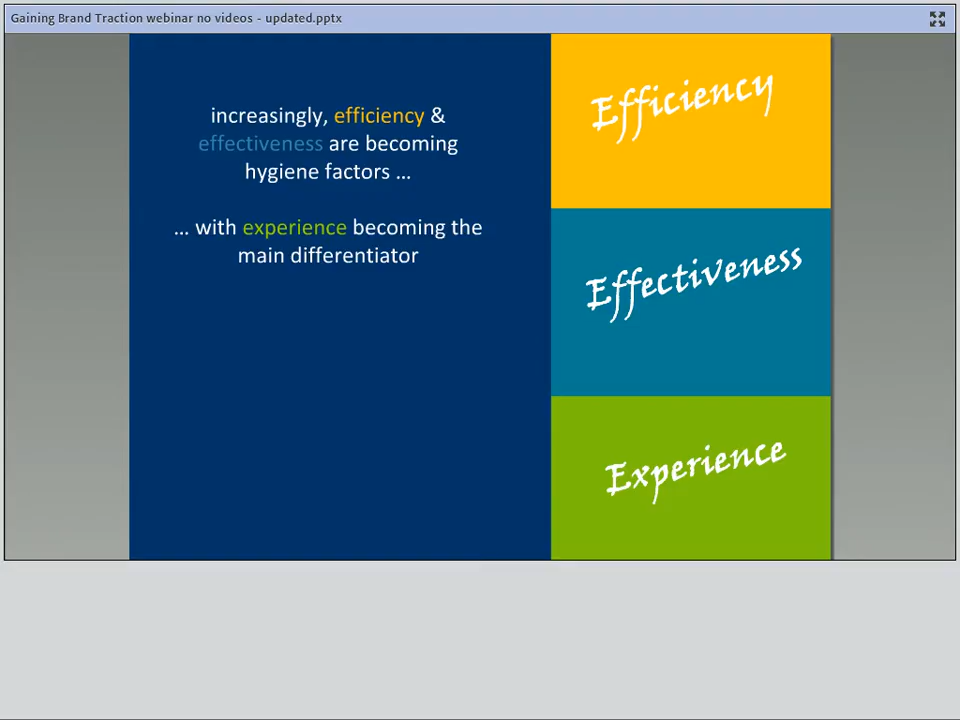 Gaining Brand Traction webinar no videos - updated.pptx
increasingly, efficiency &
effectiveness are becoming
hygiene factors ...
... with experience becoming the
main differentiator
Efficiency
Effectiveness
Experience